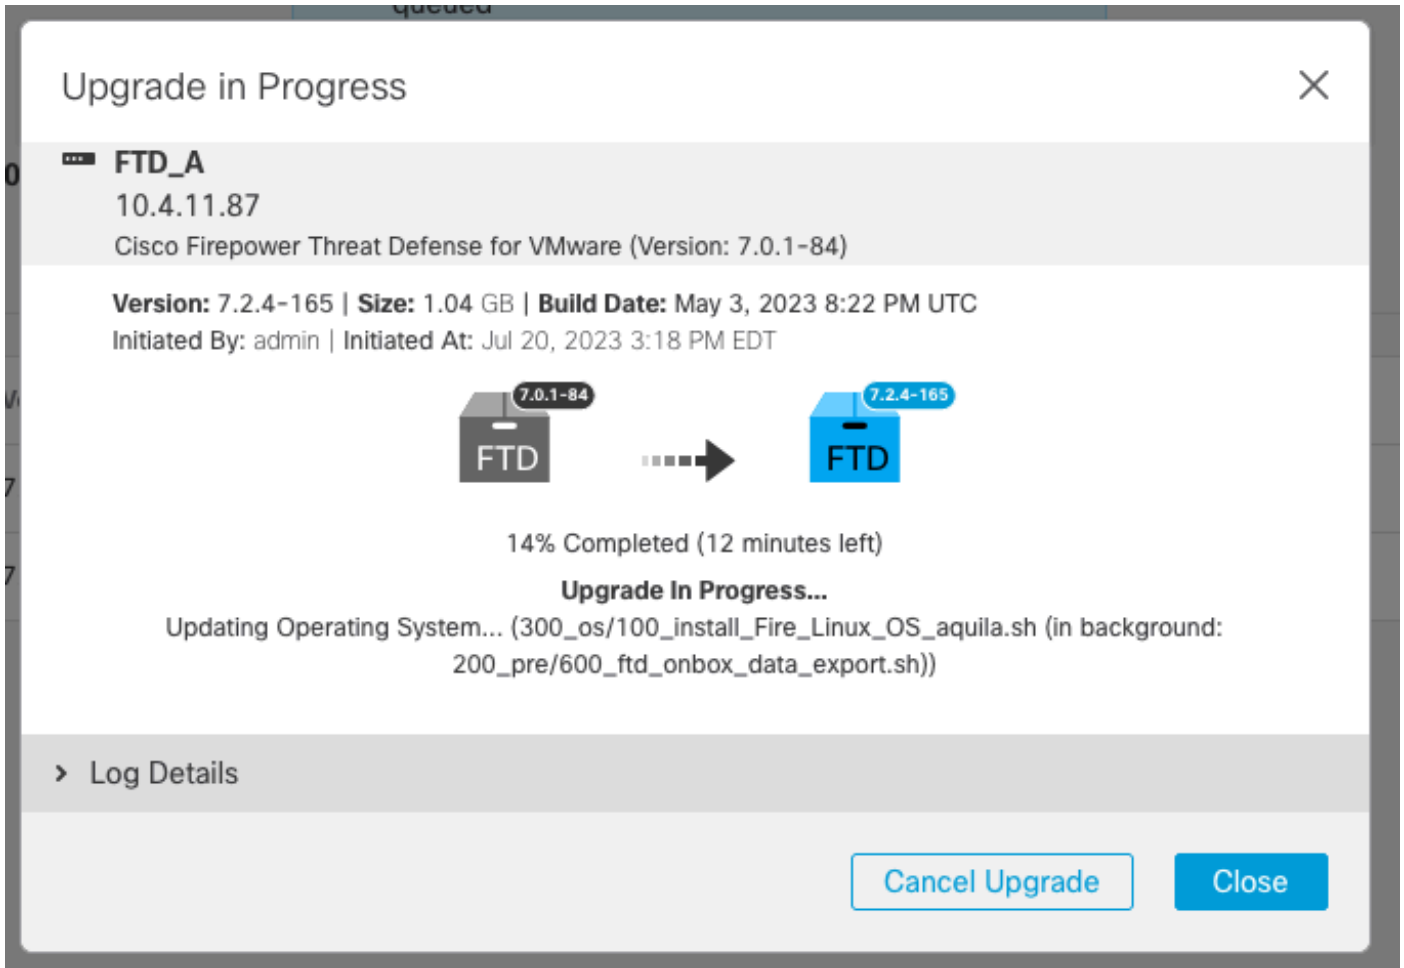 queued
Upgrade in Progress
FTD_A
10.4.11.87
Cisco Firepower Threat Defense for VMware (Version: 7.0.1-84)
Version: 7.2.4-165 | Size: 1.04 GB | Build Date: May 3, 2023 8:22 PM UTC
Initiated By: admin | Initiated At: Jul 20, 2023 3:18 PM EDT
7.0.1-84
FTD
7.2.4-165
FTD
14% Completed (12 minutes left)
Upgrade In Progress...
Updating Operating System... (300_os/100_install_Fire_Linux_OS_aquila.sh (in background:
200_pre/600_ftd_onbox_data_export.sh))
Log Details
Cancel Upgrade
Close